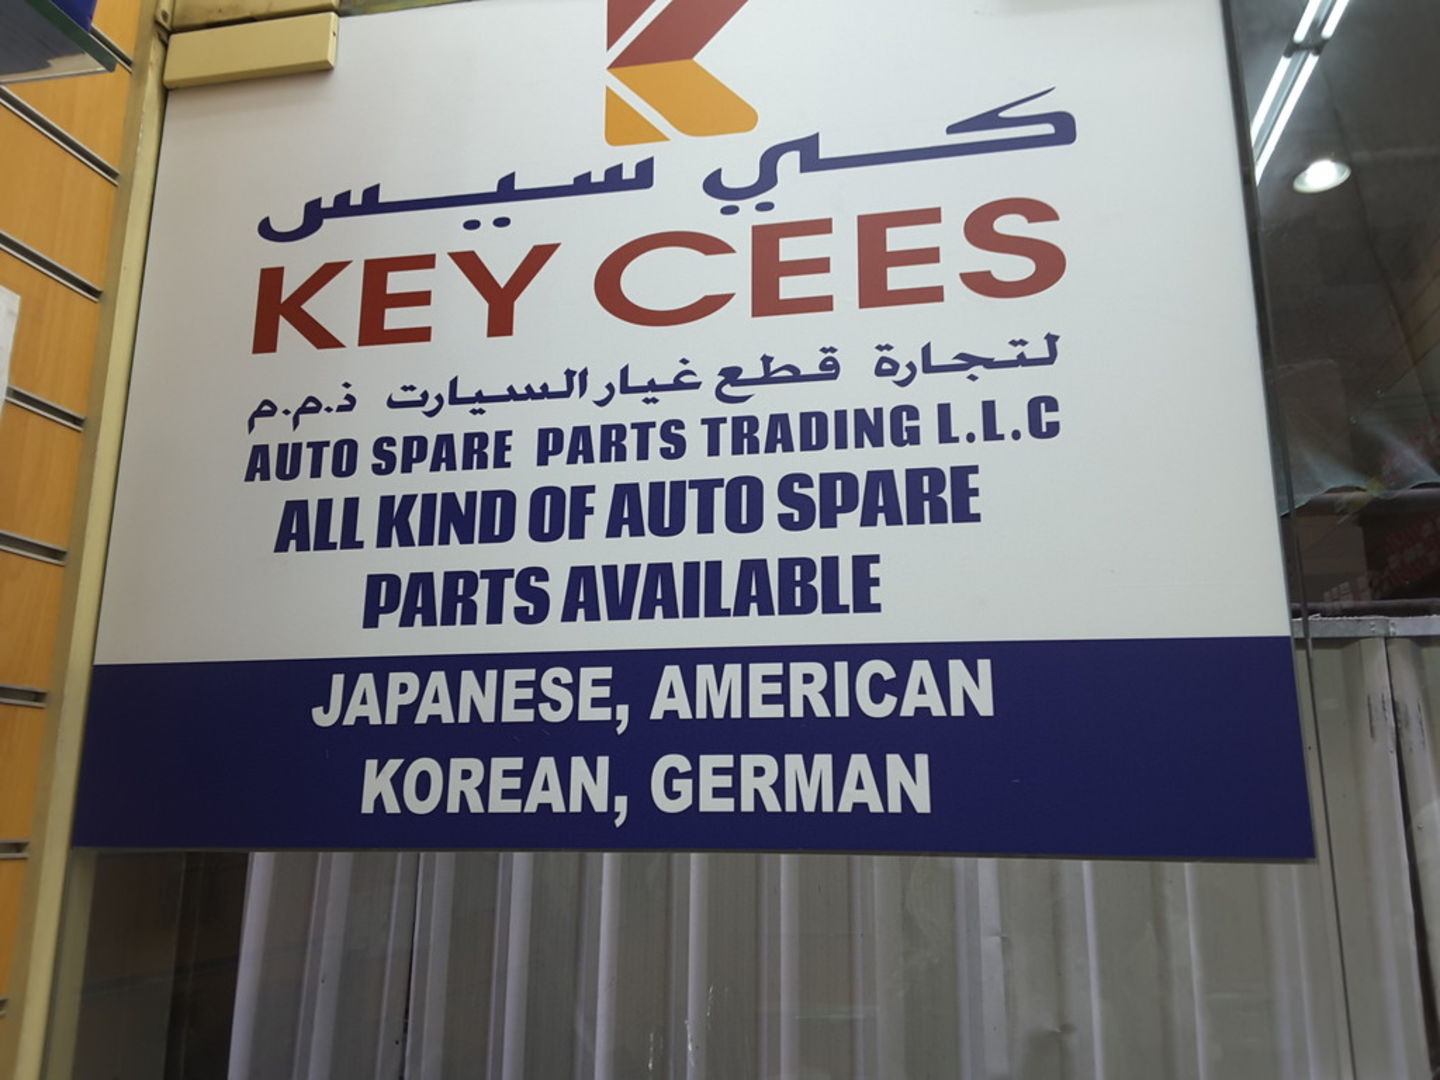 كي سيس
KEY CEES
لتجارة قطع غيار السيارت ذ.م.م
AUTO SPARE PARTS TRADING L.L.C
ALL KIND OF AUTO SPARE
PARTS AVAILABLE
JAPANESE, AMERICAN
KOREAN, GERMAN